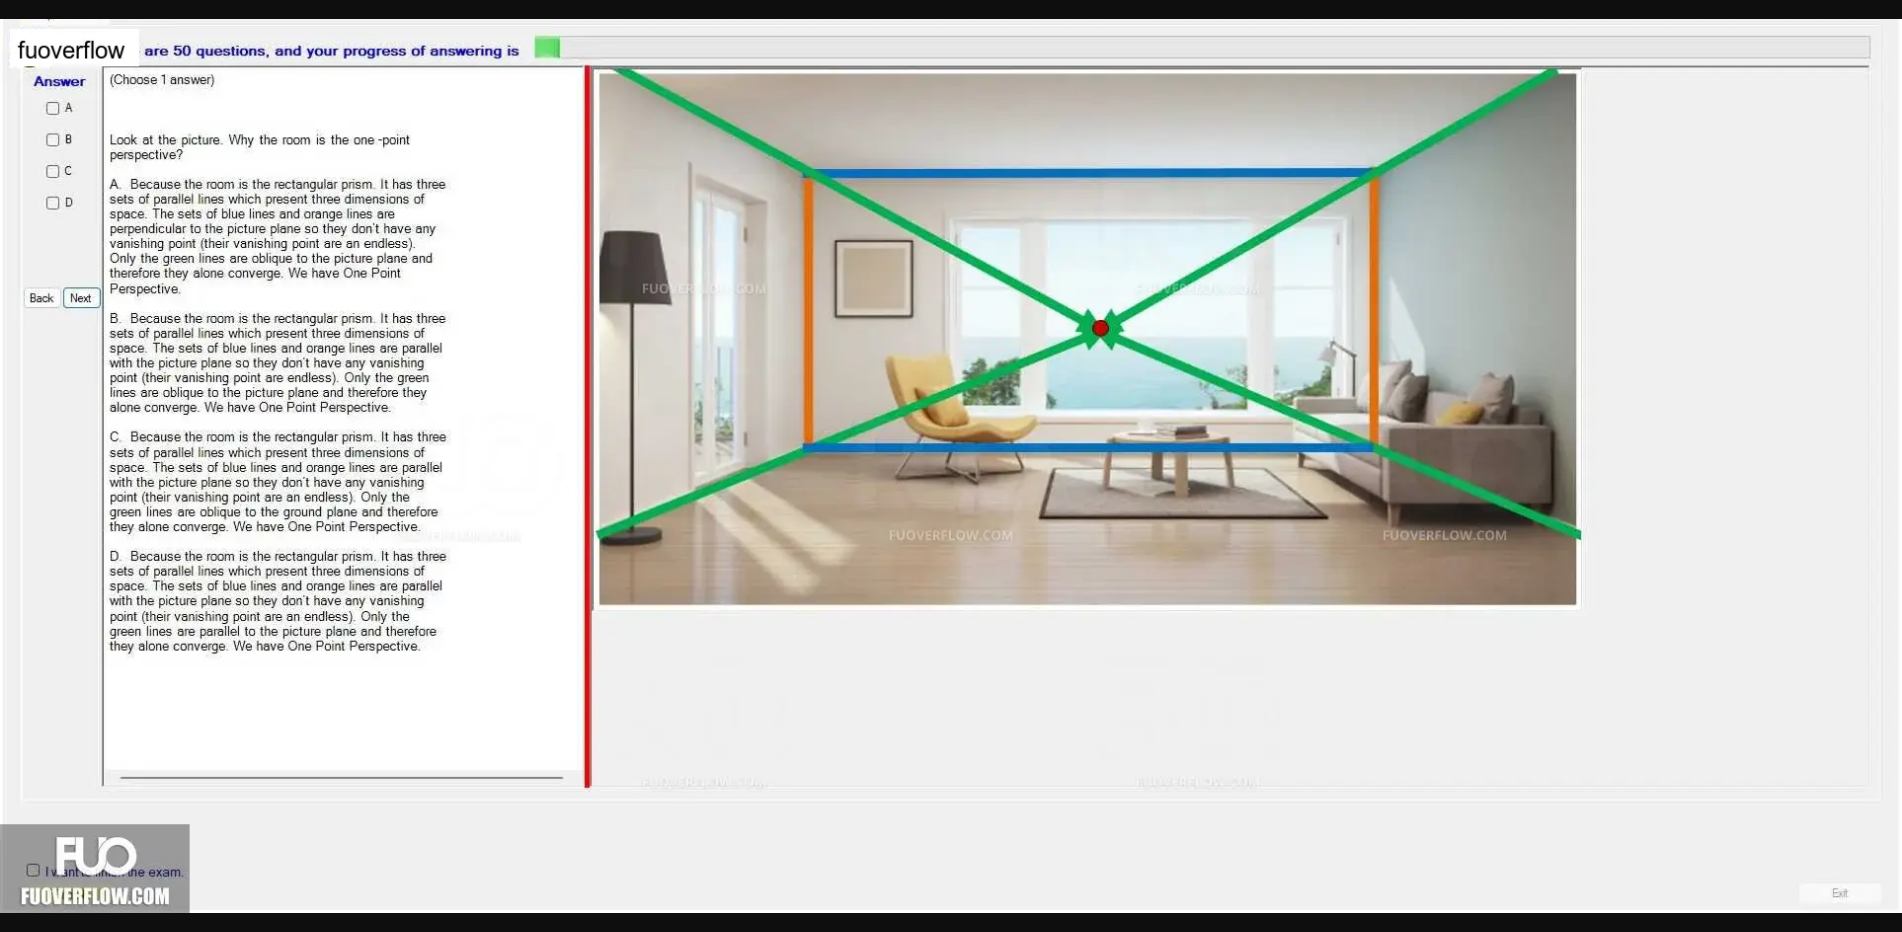 fuoverflow are 50 questions, and your progress of answering is
Answer
A
B
C
D
Back Next
(Choose 1 answer)
Look at the picture. Why the room is the one -point
perspective?
A. Because the room is the rectangular prism. It has three
sets of parallel lines which present three dimensions of
space. The sets of blue lines and orange lines are
perpendicular to the picture plane so they don't have any
vanishing point (their vanishing point are an endless).
Only the green lines are oblique to the picture plane and
therefore they alone converge. We have One Point
Perspective.
B. Because the room is the rectangular prism. It has three
sets of parallel lines which present three dimensions of
space. The sets of blue lines and orange lines are parallel
with the picture plane so they don't have any vanishing
point (their vanishing point are endless). Only the green
lines are oblique to the picture plane and therefore they
alone converge. We have One Point Perspective.
C. Because the room is the rectangular prism. It has three
sets of parallel lines which present three dimensions of
space. The sets of blue lines and orange lines are parallel
with the picture plane so they don't have any vanishing
point (their vanishing point are an endless). Only the
green lines are oblique to the ground plane and therefore
they alone converge. We have One Point Perspective.
D. Because the room is the rectangular prism. It has three
sets of parallel lines which present three dimensions of
space. The sets of blue lines and orange lines are parallel
with the picture plane so they don't have any vanishing
point (their vanishing point are an endless). Only the
green lines are parallel to the picture plane and therefore
they alone converge. We have One Point Perspective.
FUOVERFLOW.COM FUOVERFLOW.COM
FUOVERFLOW.COM FUOVERFLOW.COM FUOVERFLOW.COM
FUOVERFLOW.COM FUOVERFLOW.COM
FUO
I want the exam.
FUOVERFLOW.COM
Exit